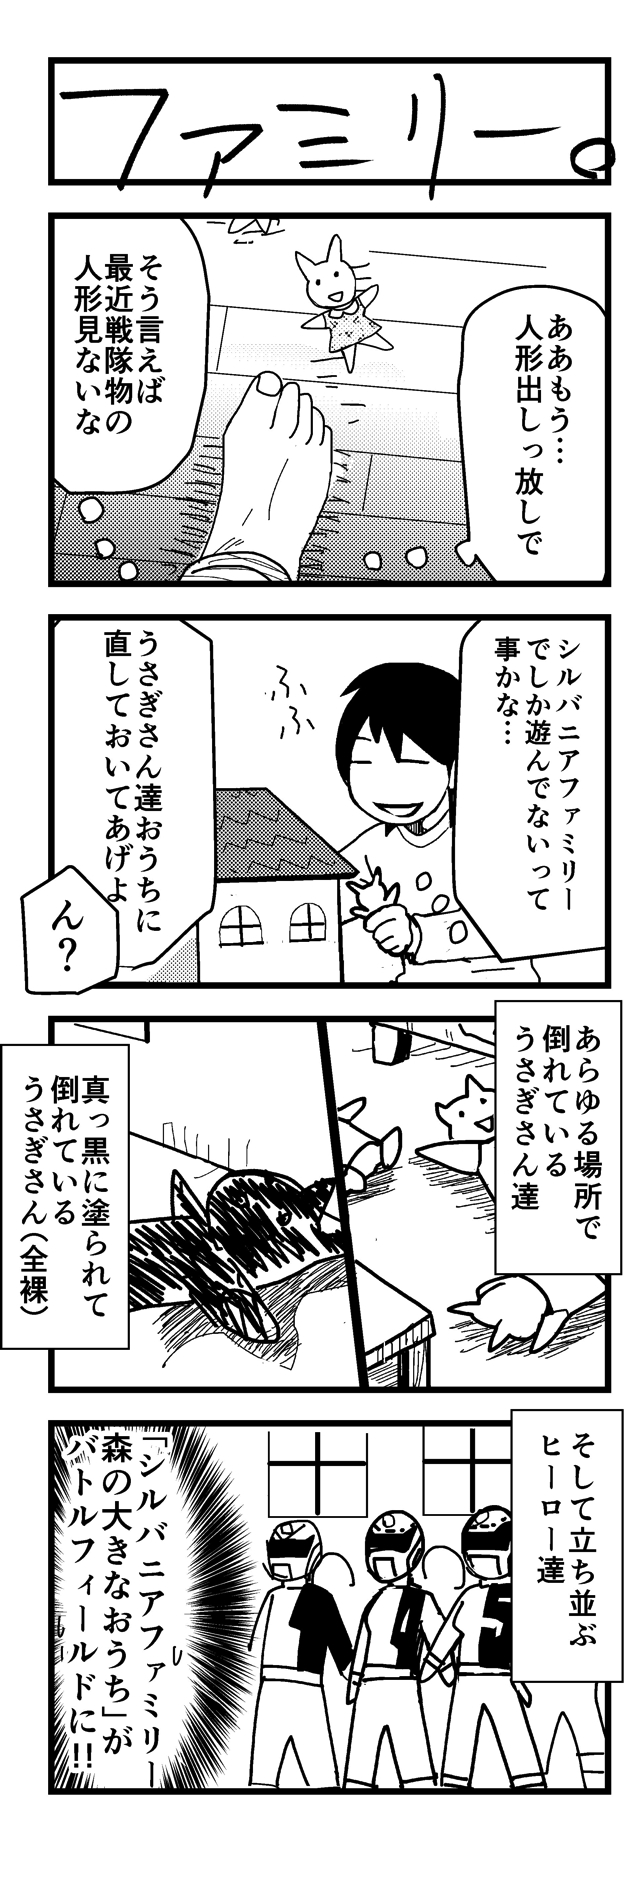 ファミリー。
ああもう…
人形出しっ放しで
そう言えば
最近戦隊物の
人形見ないな
シルバニアファミリー
でしか遊んでないって
事かな…
ふふ
うさぎさん達おうちに
直しておいてあげよ
ん?
あらゆる場所で
倒れている
うさぎさん達
真っ黒に塗られて
倒れている
うさぎさん(全裸)
そして立ち並ぶ
ヒーロー達
1
4
5
「シルバニアファミリー
森の大きなおうち」が
バトルフィールドに!!